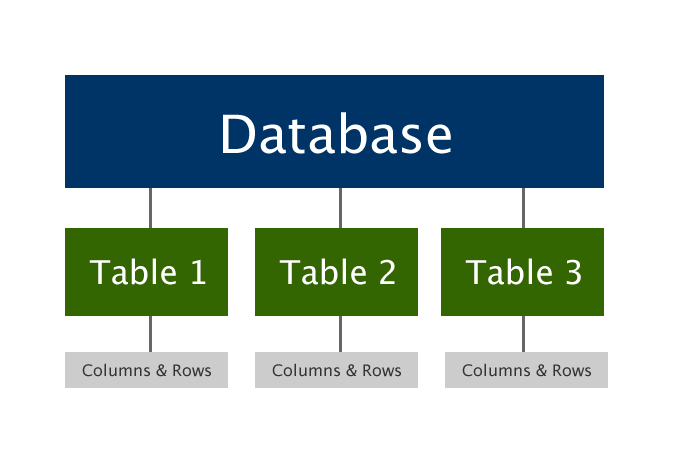 Database
Table 1
Table 2
Table 3
Columns & Rows
Columns & Rows
Columns & Rows